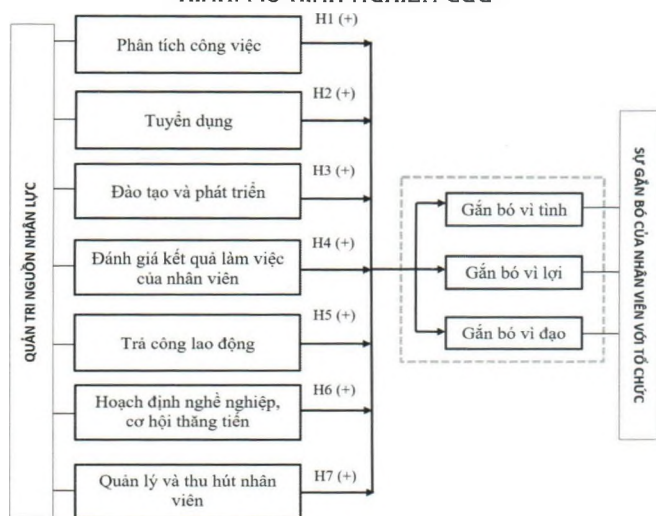 QUẢN TRỊ NGUỒN NHÂN LỰC
Phân tích công việc
H1 (+)
Tuyển dụng
H2 (+)
Đào tạo và phát triển
H3 (+)
Đánh giá kết quả làm việc
của nhân viên
H4 (+)
Trả công lao động
H5 (+)
Hoạch định nghề nghiệp,
cơ hội thăng tiến
H6 (+)
Quản lý và thu hút nhân
viên
H7 (+)
Gắn bó vì tình
Gắn bó vì lợi
Gắn bó vì đạo
SỰ GẮN BÓ CỦA NHÂN VIÊN VỚI TỔ CHỨC